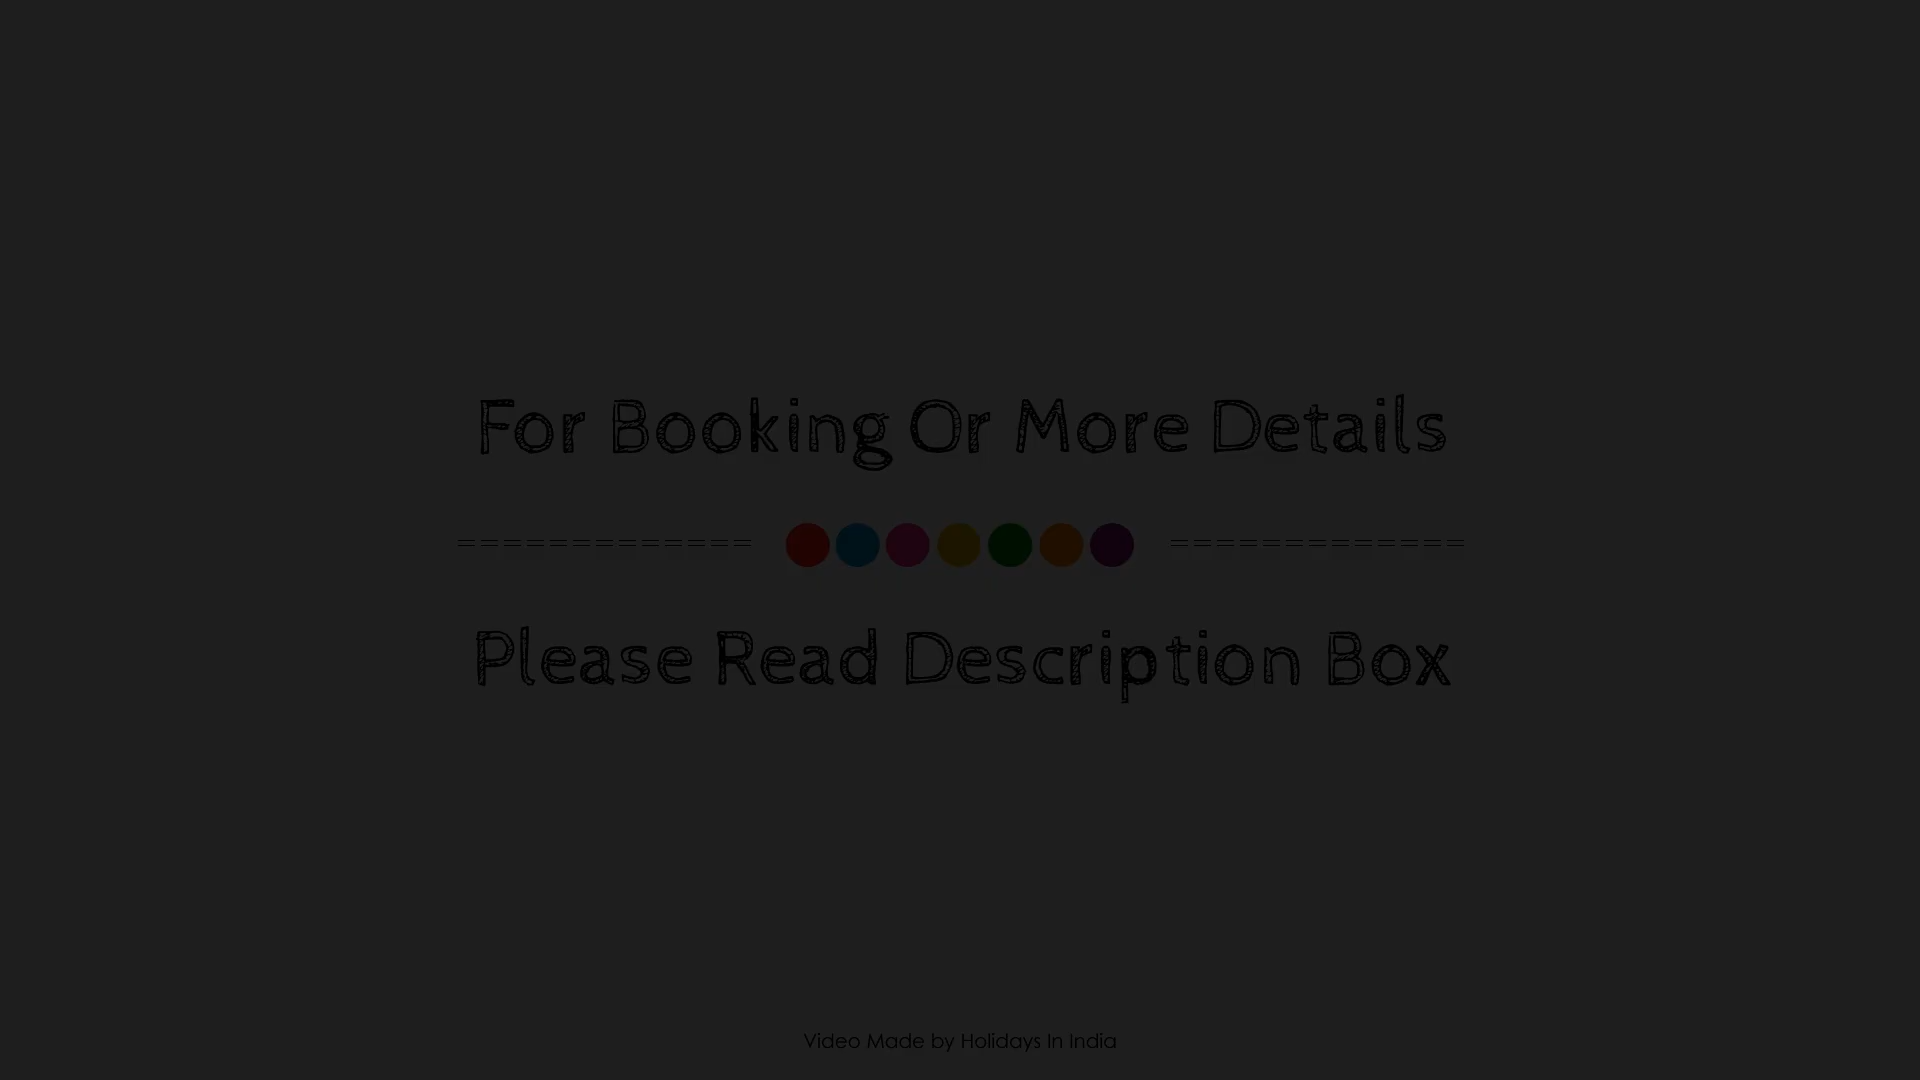 For Booking Or More Details
============= =============
Please Read Description Box
Video Made by Holidays In India